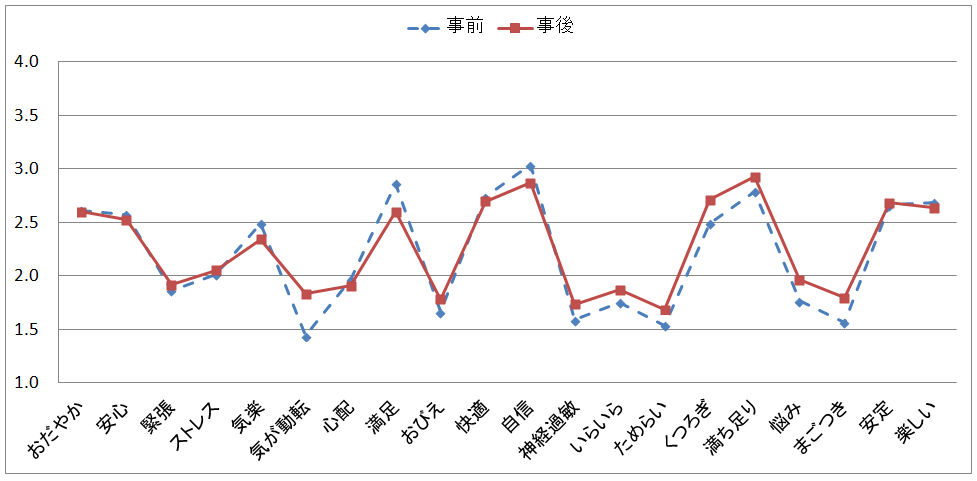 事前 事後
4.0
3.5
3.0
2.5
2.0
1.5
1.0
おだやか
安心
緊張
ストレス
気楽
気が動転
心配
満足
おびえ
快適
自信
神経過敏
いらいら
ためらい
くつろぎ
満ち足り
悩み
まごつき
安定
楽しい